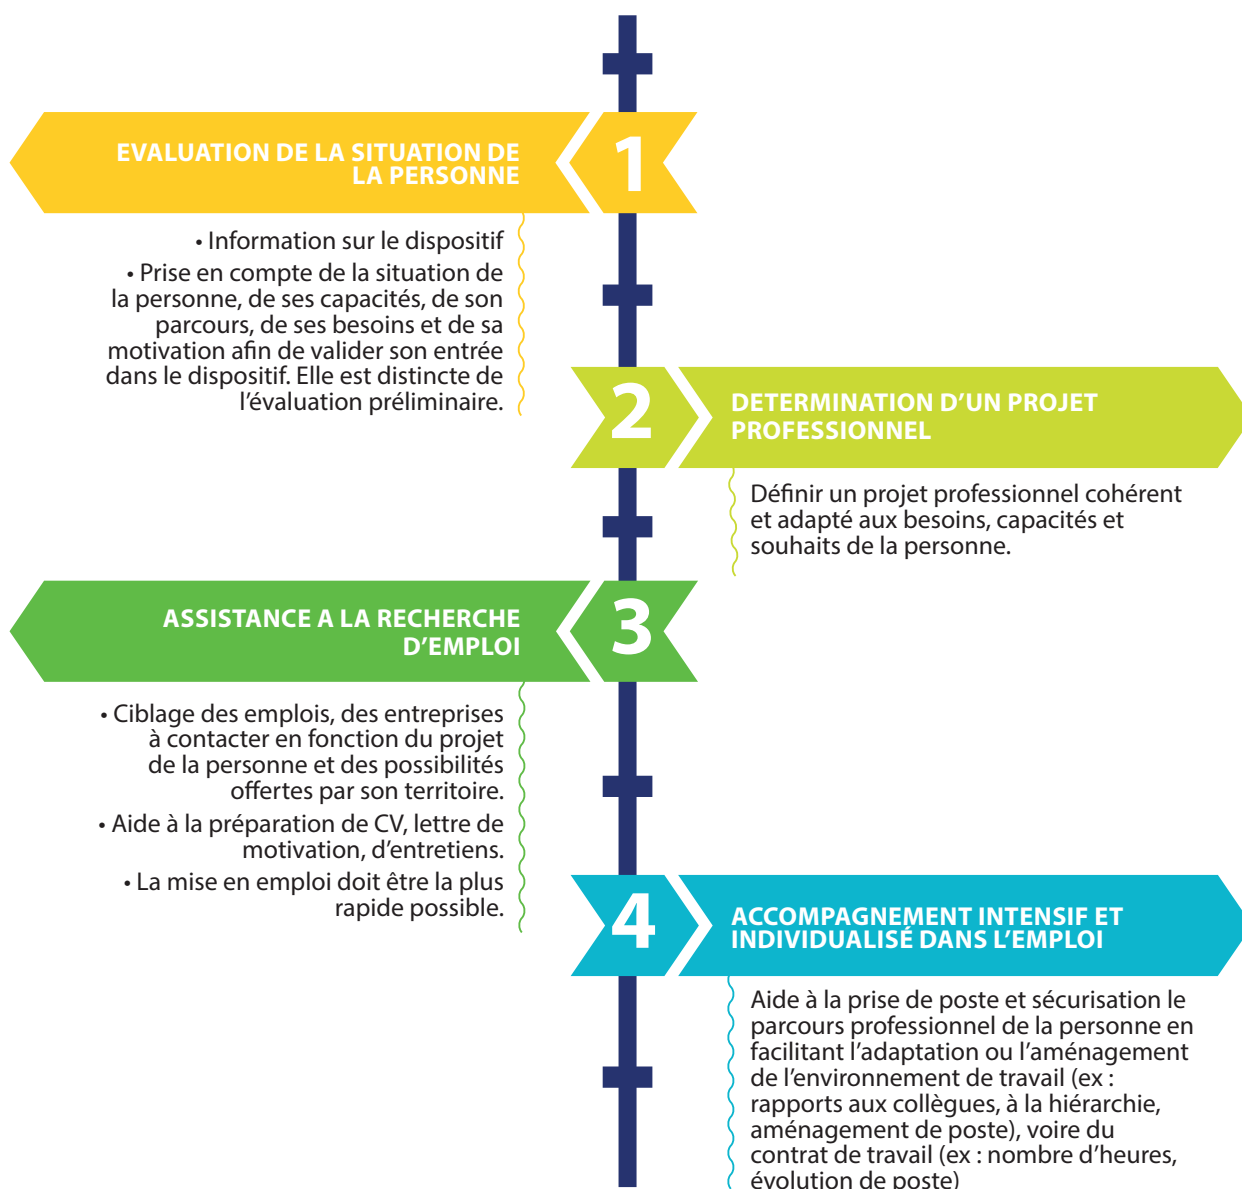 1
EVALUATION DE LA SITUATION DE
LA PERSONNE
• Information sur le dispositif
• Prise en compte de la situation de
la personne, de ses capacités, de son
parcours, de ses besoins et de sa
motivation afin de valider son entrée
dans le dispositif. Elle est distincte de
l’évaluation préliminaire.
2
DETERMINATION D’UN PROJET
PROFESSIONNEL
Définir un projet professionnel cohérent
et adapté aux besoins, capacités et
souhaits de la personne.
3
ASSISTANCE A LA RECHERCHE
D’EMPLOI
• Ciblage des emplois, des entreprises
à contacter en fonction du projet
de la personne et des possibilités
offertes par son territoire.
• Aide à la préparation de CV, lettre de
motivation, d’entretiens.
• La mise en emploi doit être la plus
rapide possible.
4
ACCOMPAGNEMENT INTENSIF ET
INDIVIDUALISÉ DANS L’EMPLOI
Aide à la prise de poste et sécurisation le
parcours professionnel de la personne en
facilitant l’adaptation ou l’aménagement
de l’environnement de travail (ex :
rapports aux collègues, à la hiérarchie,
aménagement de poste), voire du
contrat de travail (ex : nombre d’heures,
évolution de poste)